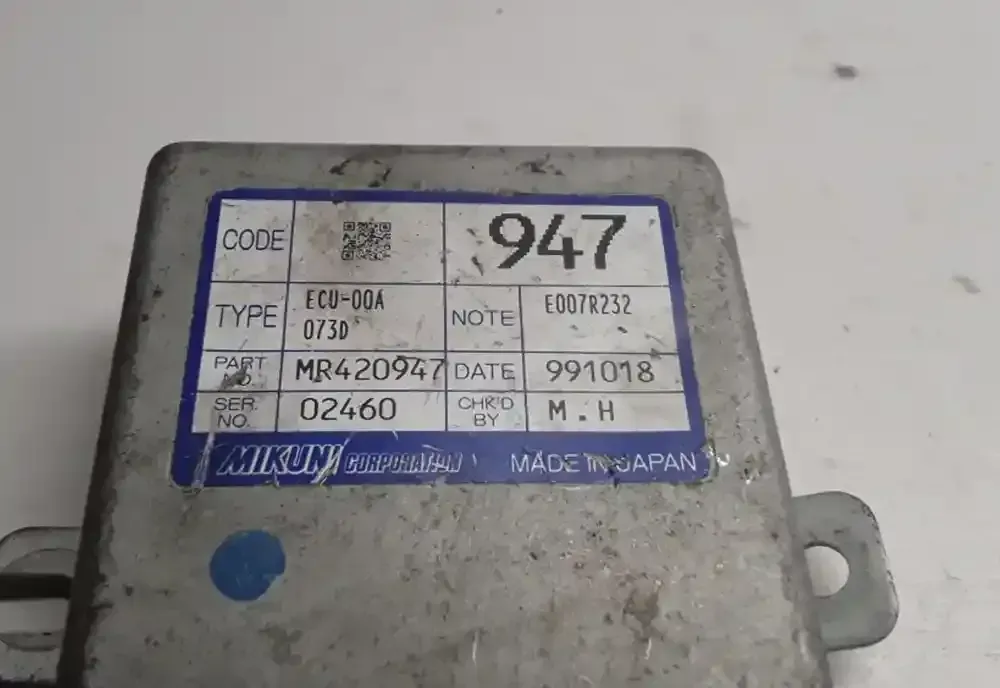 CODE 947
TYPE ECU-00A
073D
NOTE E007R232
PART NO. MR420947 DATE 991018
SER. NO. 02460 CHK'D BY M.H
MIKUNI CORPORATION MADE IN JAPAN